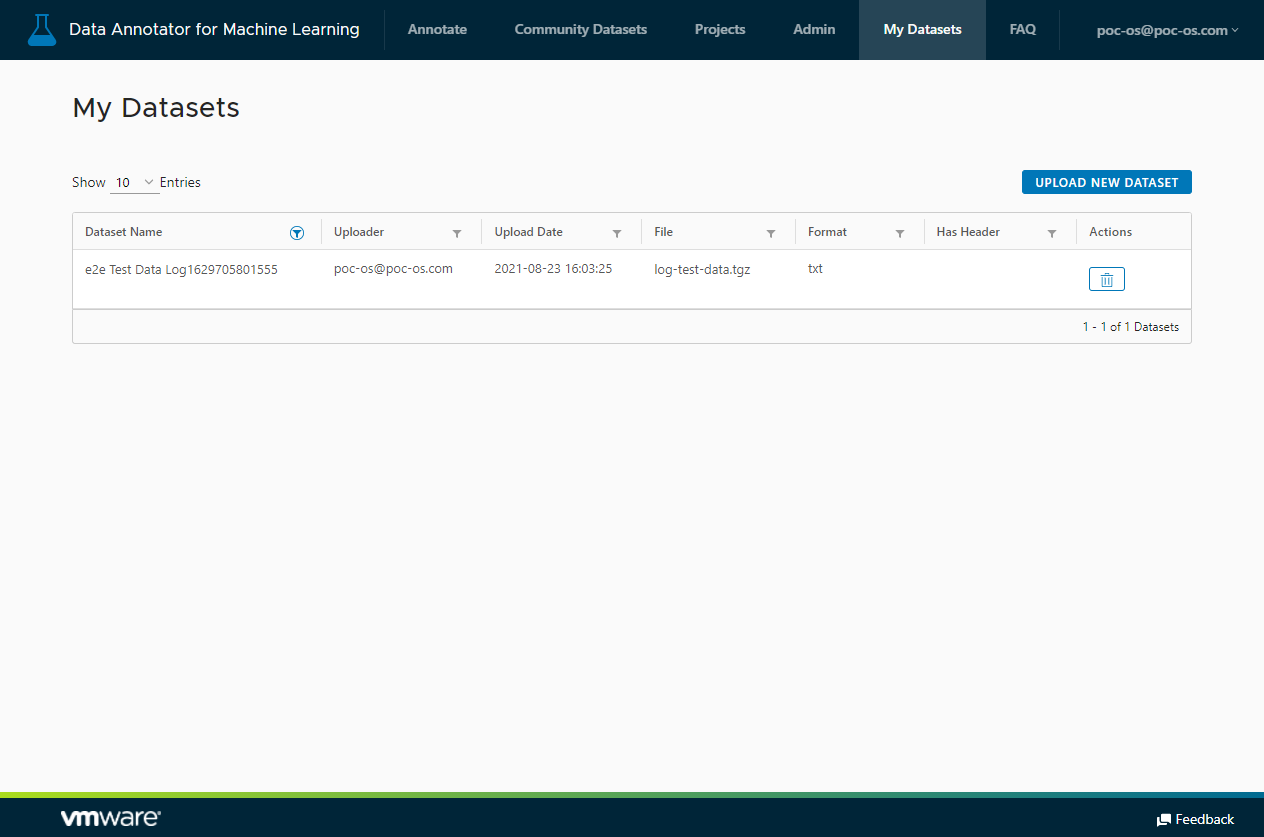 Data Annotator for Machine Learning Annotate Community Datasets Projects Admin My Datasets FAQ poc-os@poc-os.com
My Datasets
Show 10 Entries UPLOAD NEW DATASET
Dataset Name Uploader Upload Date File Format Has Header Actions
e2e Test Data Log1629705801555 poc-os@poc-os.com 2021-08-23 16:03:25 log-test-data.tgz txt
1 - 1 of 1 Datasets
vmware Feedback